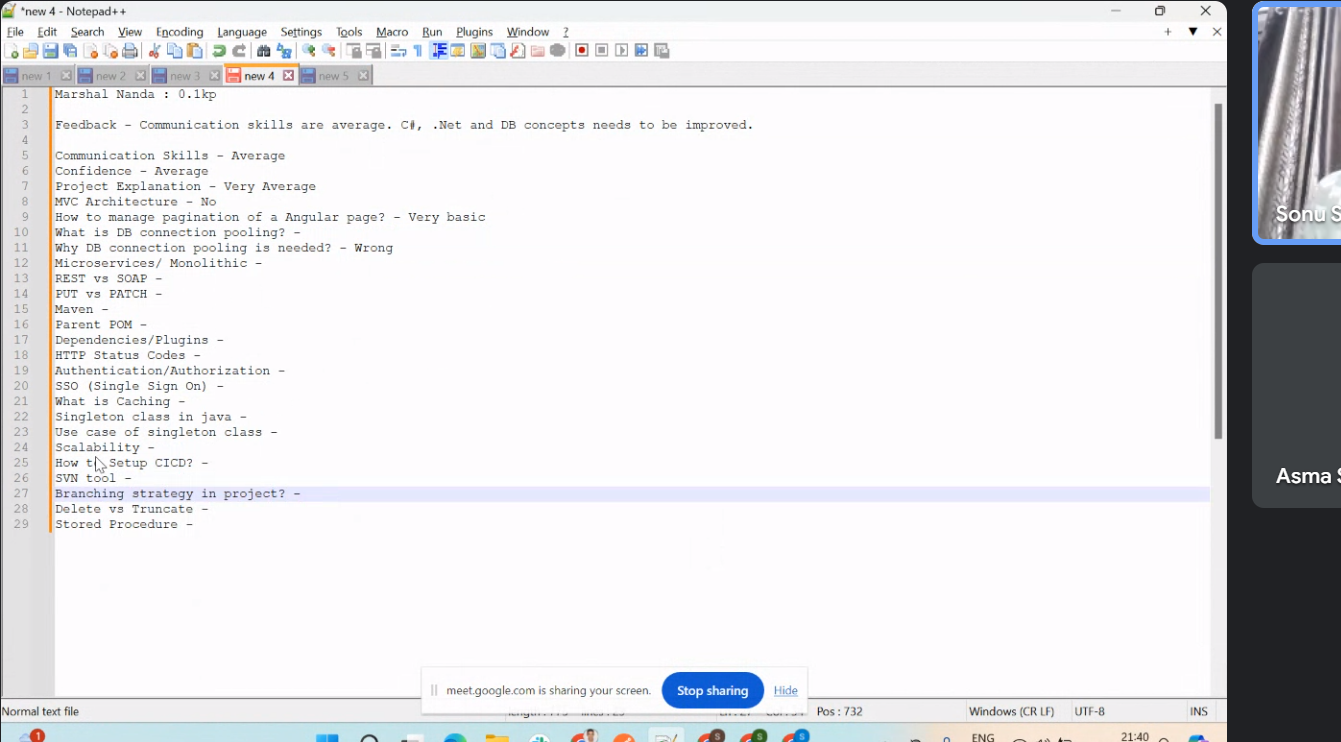 *new 4 - Notepad++
File Edit Search View Encoding Language Settings Tools Macro Run Plugins Window ?
new 1 new 2 new 3 new 4 new 5
1 Marshal Nanda : 0.1kp
2
3 Feedback - Communication skills are average. C#, .Net and DB concepts needs to be improved.
4
5 Communication Skills - Average
6 Confidence - Average
7 Project Explanation - Very Average
8 MVC Architecture - No
9 How to manage pagination of a Angular page? - Very basic
10 What is DB connection pooling? -
11 Why DB connection pooling is needed? - Wrong
12 Microservices/ Monolithic -
13 REST vs SOAP -
14 PUT vs PATCH -
15 Maven -
16 Parent POM -
17 Dependencies/Plugins -
18 HTTP Status Codes -
19 Authentication/Authorization -
20 SSO (Single Sign On) -
21 What is Caching -
22 Singleton class in java -
23 Use case of singleton class -
24 Scalability -
25 How to Setup CICD? -
26 SVN tool -
27 Branching strategy in project? -
28 Delete vs Truncate -
29 Stored Procedure -
Sonu S
Asma S
meet.google.com is sharing your screen. Stop sharing Hide
Normal text file Pos : 732 Windows (CR LF) UTF-8 INS
1 ENG 21:40